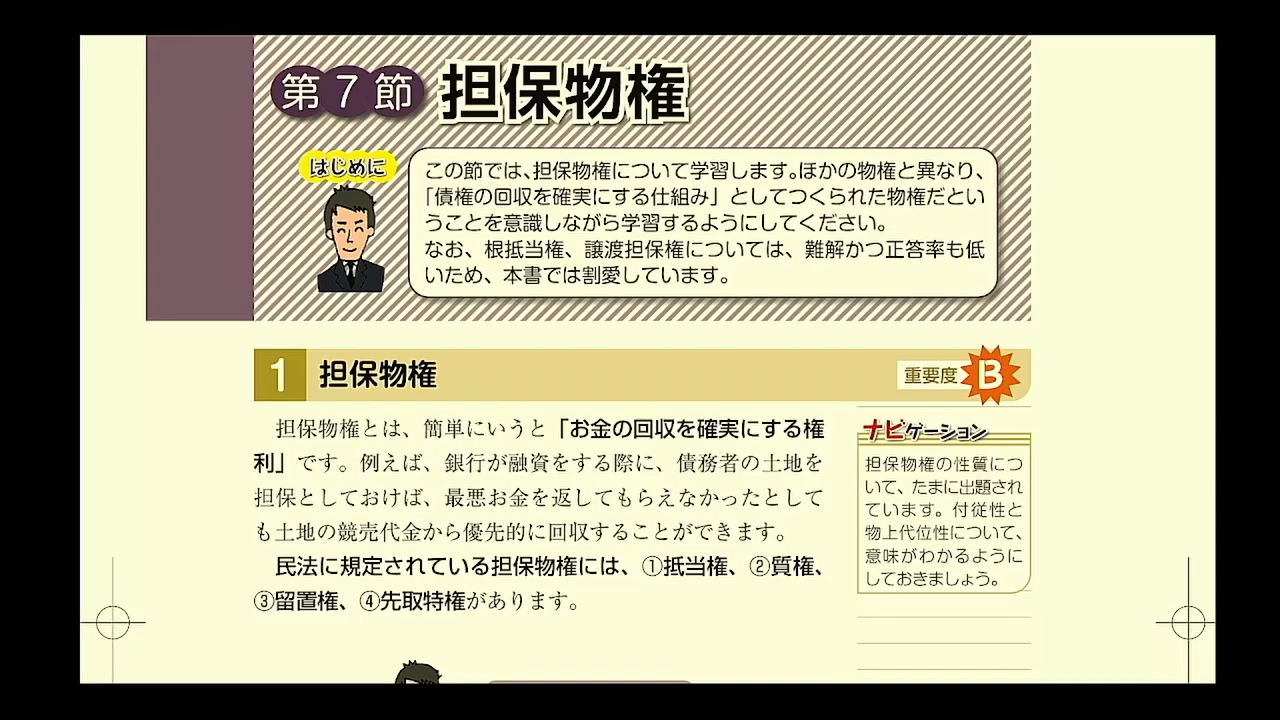 第7節 担保物権
はじめに
この節では、担保物権について学習します。ほかの物権と異なり、
「債権の回収を確実にする仕組み」としてつくられた物権だとい
うことを意識しながら学習するようにしてください。
なお、根抵当権、譲渡担保権については、難解かつ正答率も低
いため、本書では割愛しています。
1 担保物権
重要度 B
担保物権とは、簡単にいうと「お金の回収を確実にする権
利」です。例えば、銀行が融資をする際に、債務者の土地を
担保としておけば、最悪お金を返してもらえなかったとして
も土地の競売代金から優先的に回収することができます。
民法に規定されている担保物権には、①抵当権、②質権、
③留置権、④先取特権があります。
ナビゲーション
担保物権の性質につ
いて、たまに出題され
ています。付従性と
物上代位性について、
意味がわかるように
しておきましょう。